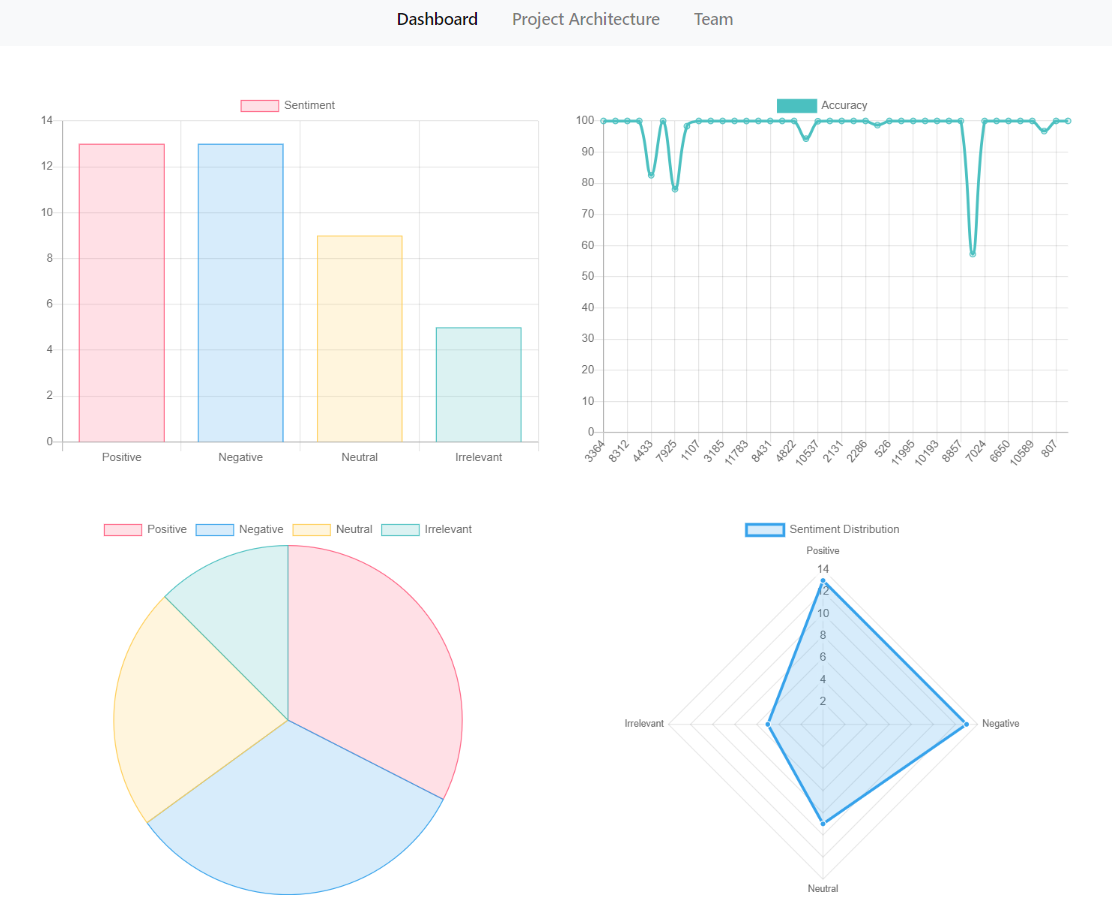 Dashboard Project Architecture Team
Sentiment
14
12
10
8
6
4
2
0
Positive Negative Neutral Irrelevant
Accuracy
100
90
80
70
60
50
40
30
20
10
0
3364 8312 4433 7925 1107 3185 11783 8431 4822 10537 2131 2286 526 11995 10193 8857 7024 6650 10589 807
Positive Negative Neutral Irrelevant
Sentiment Distribution
Positive
14
12
10
8
6
4
2
Irrelevant Negative
Neutral